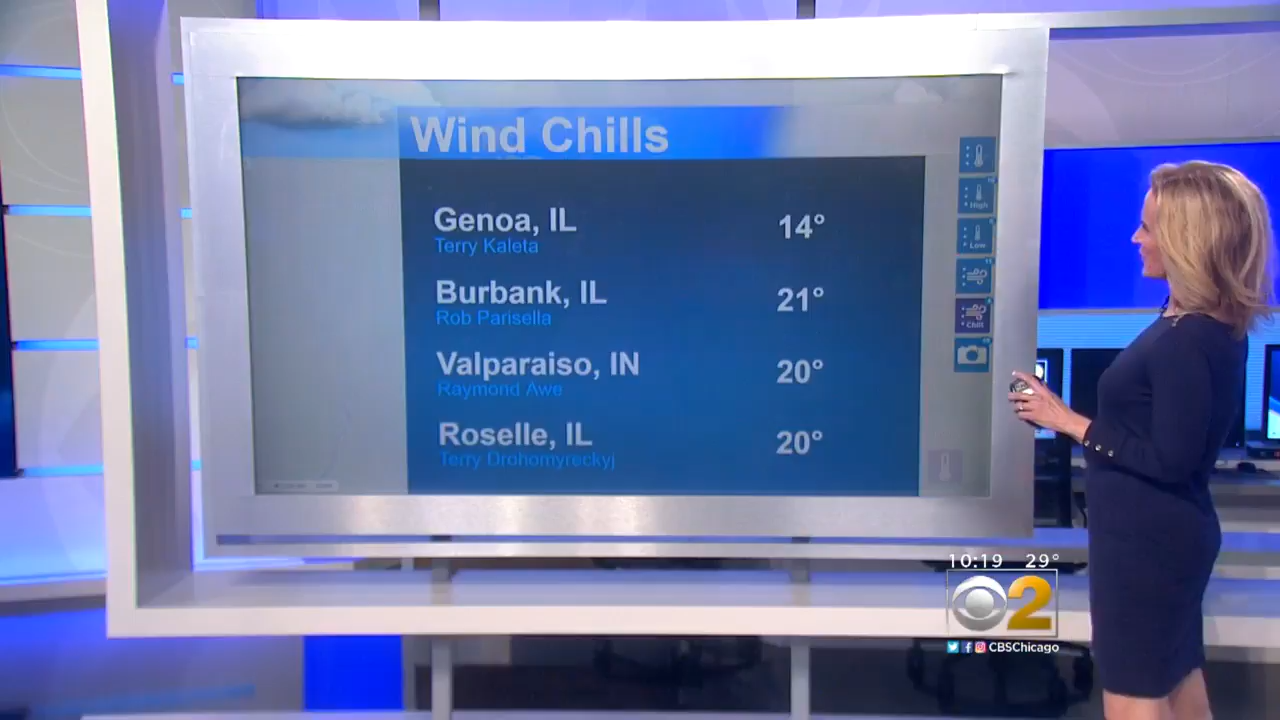 Wind Chills
Genoa, IL 14°
Terry Kaleta
Burbank, IL 21°
Rob Parisella
Valparaiso, IN 20°
Raymond Awe
Roselle, IL 20°
Terry Drohomyreckyj
High
Low
Chill
10:19 29°
2
CBSChicago